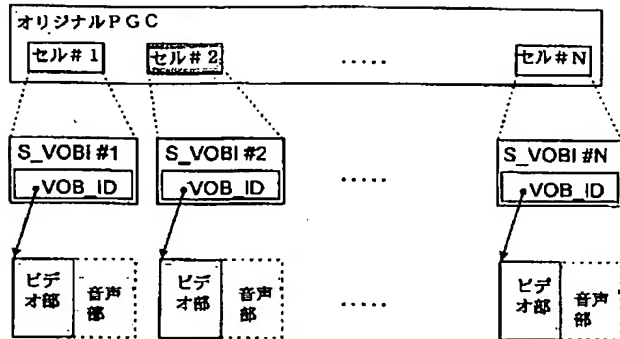 オリジナルPGC
セル#1 セル#2 ..... セル#N
S_VOBI #1 S_VOBI #2 S_VOBI #N
VOB_ID VOB_ID ..... VOB_ID
ビデオ部 音声部 ビデオ部 音声部 ..... ビデオ部 音声部